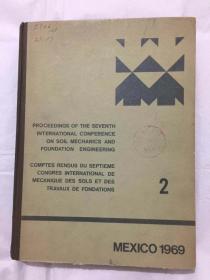 PROCEEDINGS OF THE SEVENTH
INTERNATIONAL CONFERENCE
ON SOIL MECHANICS AND
FOUNDATION ENGINEERING
COMPTES RENDUS DU SEPTIEME
CONGRES INTERNATIONAL DE
MECANIQUE DES SOLS ET DES
TRAVAUX DE FONDATIONS
2
MEXICO 1969